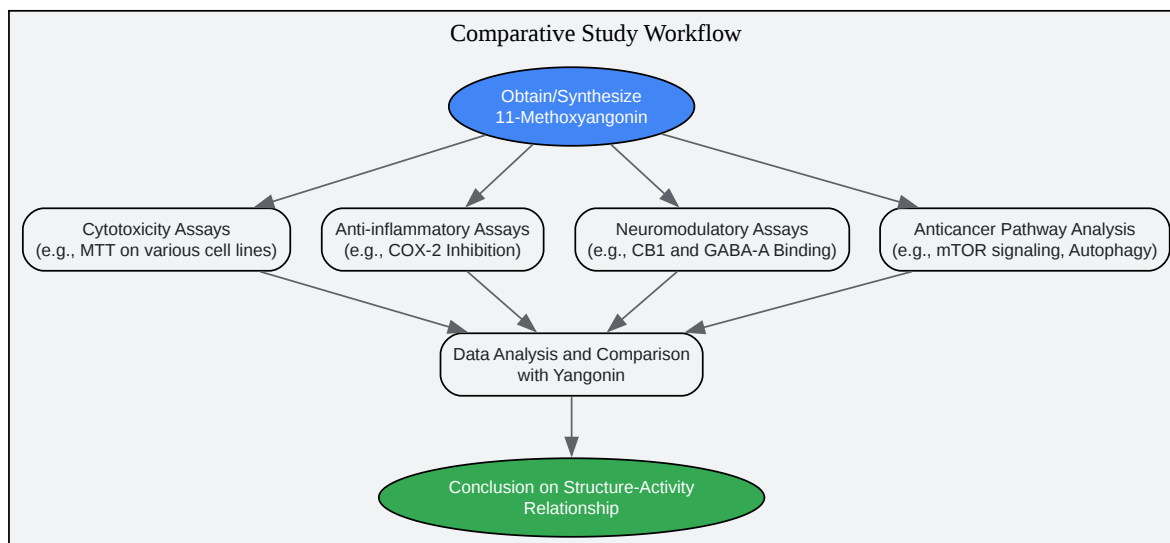 Comparative Study Workflow
Obtain/Synthesize
11-Methoxyangonin
Cytotoxicity Assays
(e.g., MTT on various cell lines)
Anti-inflammatory Assays
(e.g., COX-2 Inhibition)
Neuromodulatory Assays
(e.g., CB1 and GABA-A Binding)
Anticancer Pathway Analysis
(e.g., mTOR signaling, Autophagy)
Data Analysis and Comparison
with Yangonin
Conclusion on Structure-Activity
Relationship